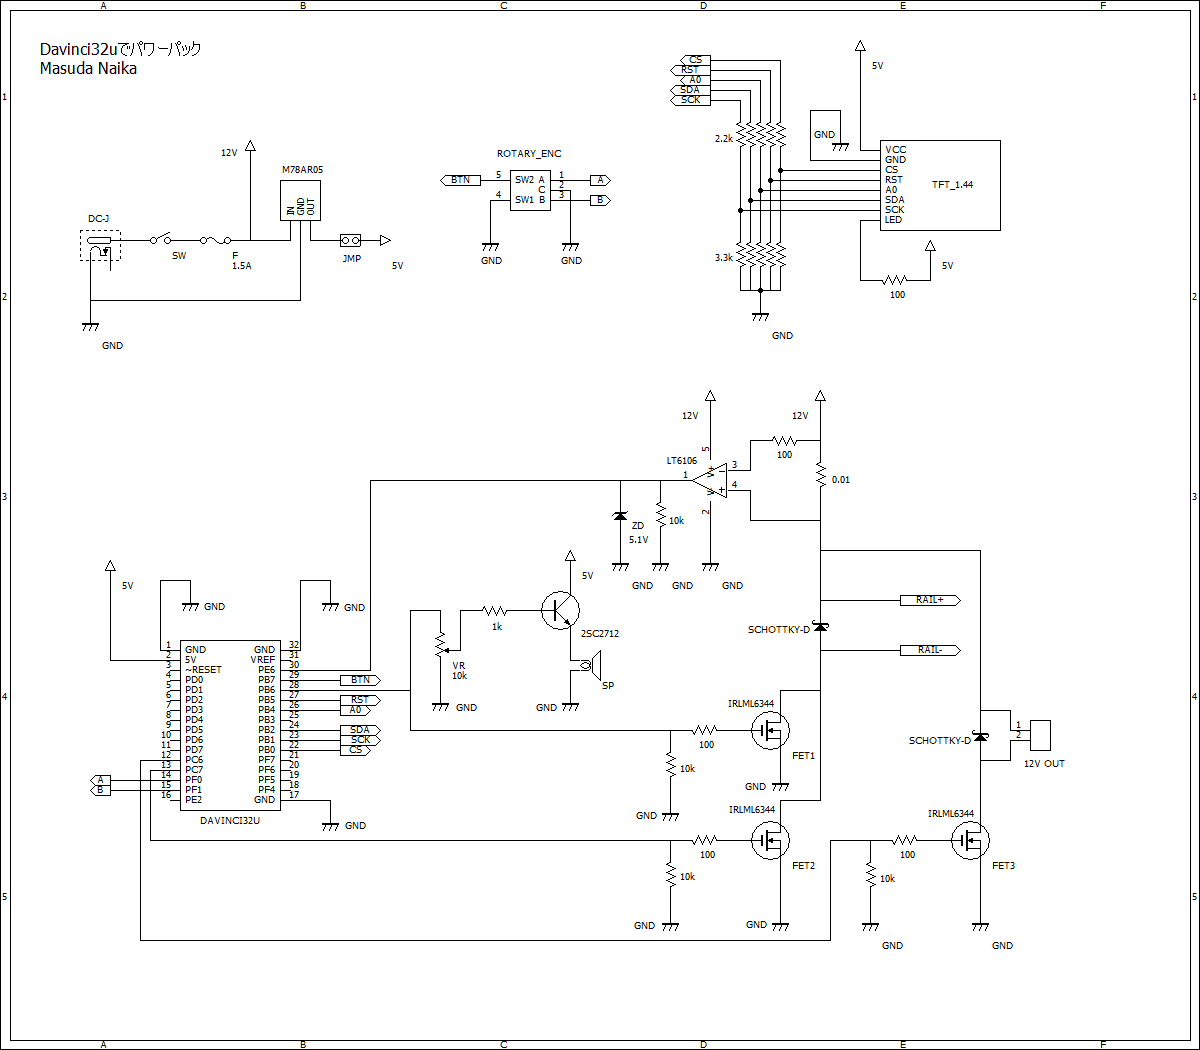 A B C D E F
Davinci32uでパワーパック
Masuda Naika
CS
RST
A0
SDA
SCK
5V
1 1
2.2k
GND
VCC
GND
CS
RST
A0
SDA
SCK
LED
TFT_1.44
12V
M78AR05
IN
GND
OUT
ROTARY_ENC
BTN 5 SW2 A 1 A
C 2
4 SW1 B 3 B
DC-J
SW
F
1.5A
JMP
5V
GND
GND
3.3k
5V
100
2 2
GND
GND
12V
12V
100
LT6106
1
5
V+
V-
-
+
3
4
2
0.01
3 3
10k
ZD
5.1V
GND
GND
GND
5V
5V
GND
GND
1k
2SC2712
SCHOTTKY-D
RAIL+
RAIL-
VR
10k
SP
GND
GND
1 GND GND 32
2 5V VREF 31
3 ~RESET PE6 30
4 PD0 PB7 29 BTN
5 PD1 PB6 28
6 PD2 PB5 27 RST
7 PD3 PB4 26 A0
8 PD4 PB3 25
9 PD5 PB2 24 SDA
10 PD6 PB1 23 SCK
11 PD7 PB0 22 CS
12 PC6 PF7 21
13 PC7 PF6 20
A 14 PF0 PF5 19
B 15 PF1 PF4 18
16 PE2 GND 17
DAVINCI32U
GND
4 4
IRLML6344
100
FET1
10k
GND
GND
SCHOTTKY-D
1
2
12V OUT
IRLML6344
100
FET2
10k
GND
GND
IRLML6344
100
FET3
10k
GND
GND
5 5
A B C D E F